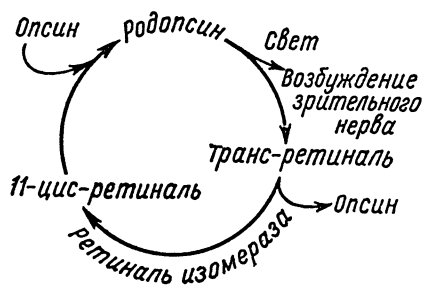 Опсин
родопсин
Свет
Возбуждение
зрительного
нерва
Транс-ретиналь
11-цис-ретиналь
Опсин
ретиналь изомераза